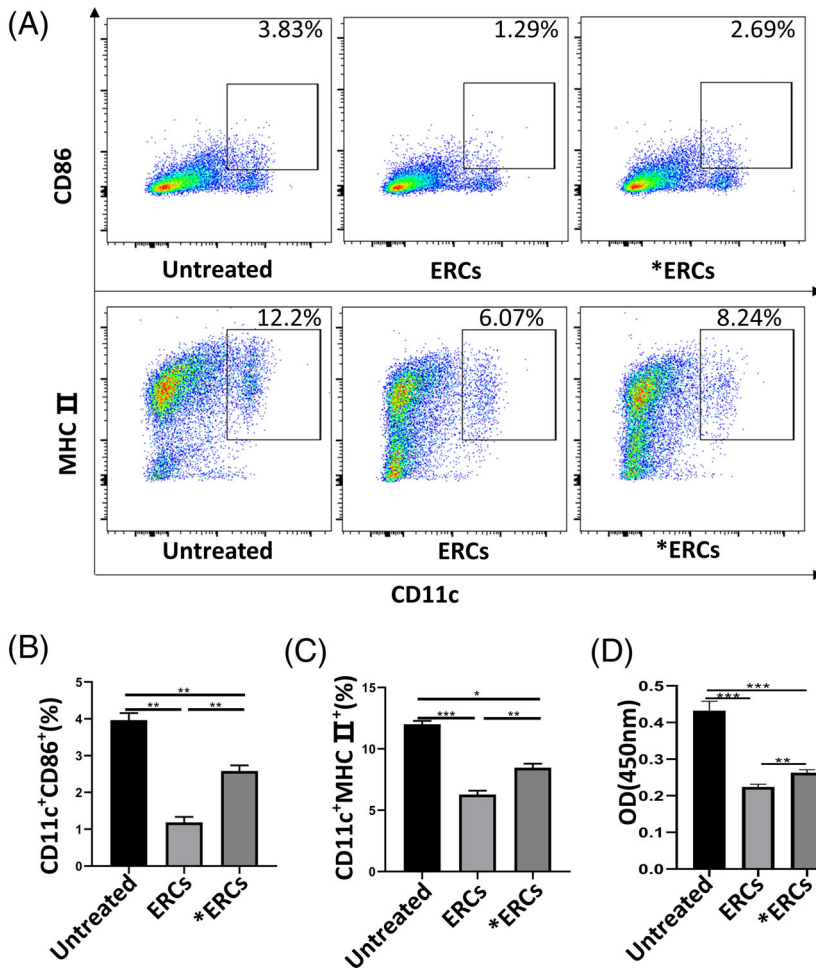 (A)
3.83% 1.29% 2.69%
CD86
Untreated ERCs *ERCs
12.2% 6.07% 8.24%
MHC II
Untreated ERCs *ERCs
CD11c
(B)
CD11c⁺CD86⁺(%)
5
4
3
2
1
0
** ** **
Untreated ERCs *ERCs
(C)
CD11c⁺MHC II⁺(%)
15
10
5
0
* *** **
Untreated ERCs *ERCs
(D)
OD(450nm)
0.5
0.4
0.3
0.2
0.1
0.0
*** *** **
Untreated ERCs *ERCs